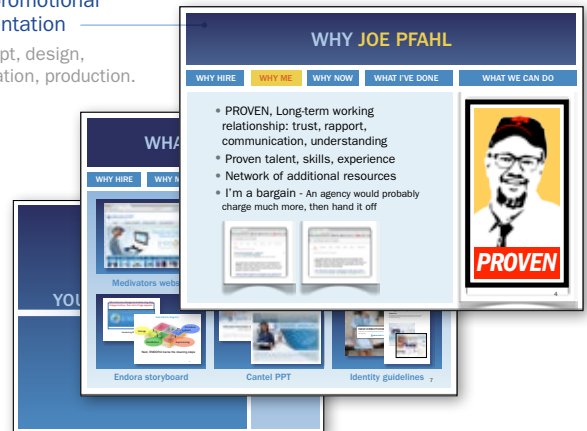 romotional
ntation
pt, design,
ation, production.
WHY JOE PFAHL
WHY HIRE
WHY ME
WHY NOW
WHAT I'VE DONE
WHAT WE CAN DO
• PROVEN, Long-term working
relationship: trust, rapport,
communication, understanding
• Proven talent, skills, experience
• Network of additional resources
• I'm a bargain - An agency would probably
charge much more, then hand it off
PROVEN
4
WHA
WHY HIRE
WHY M
Medivators webs
Endora storyboard
Cantel PPT
Identity guidelines
7
YOU